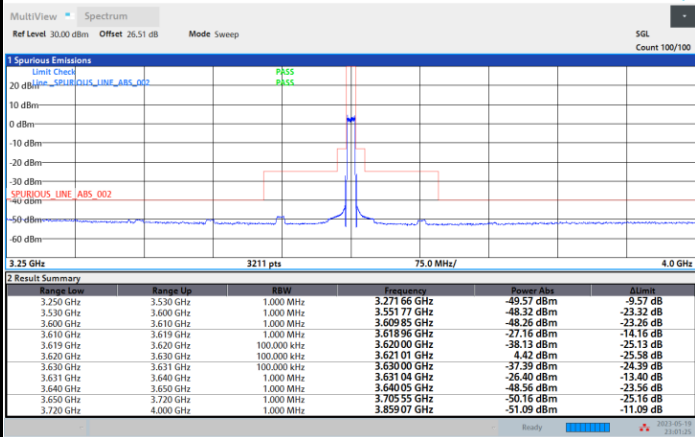 MultiView Spectrum
Ref Level 30.00 dBm Offset 26.51 dB Mode Sweep SGL
Count 100/100
1 Spurious Emissions
Limit Check PASS
20 dBm Line _SPURIOUS_LINE_ABS_002 PASS
10 dBm
0 dBm
-10 dBm
-20 dBm
-30 dBm
SPURIOUS_LINE_ABS_002
-40 dBm
-50 dBm
-60 dBm
3.25 GHz 3211 pts 75.0 MHz/ 4.0 GHz
2 Result Summary
Range Low Range Up RBW Frequency Power Abs ΔLimit
3.250 GHz 3.530 GHz 1.000 MHz 3.271 66 GHz -49.57 dBm -9.57 dB
3.530 GHz 3.600 GHz 1.000 MHz 3.551 77 GHz -48.32 dBm -23.32 dB
3.600 GHz 3.610 GHz 1.000 MHz 3.609 85 GHz -48.26 dBm -23.26 dB
3.610 GHz 3.619 GHz 1.000 MHz 3.618 96 GHz -27.16 dBm -14.16 dB
3.619 GHz 3.620 GHz 100.000 kHz 3.620 00 GHz -38.13 dBm -25.13 dB
3.620 GHz 3.630 GHz 100.000 kHz 3.621 01 GHz 4.42 dBm -25.58 dB
3.630 GHz 3.631 GHz 100.000 kHz 3.630 00 GHz -37.39 dBm -24.39 dB
3.631 GHz 3.640 GHz 1.000 MHz 3.631 04 GHz -26.40 dBm -13.40 dB
3.640 GHz 3.650 GHz 1.000 MHz 3.640 05 GHz -48.56 dBm -23.56 dB
3.650 GHz 3.720 GHz 1.000 MHz 3.705 55 GHz -50.16 dBm -25.16 dB
3.720 GHz 4.000 GHz 1.000 MHz 3.859 07 GHz -51.09 dBm -11.09 dB
Ready 2023-05-19
23:01:25